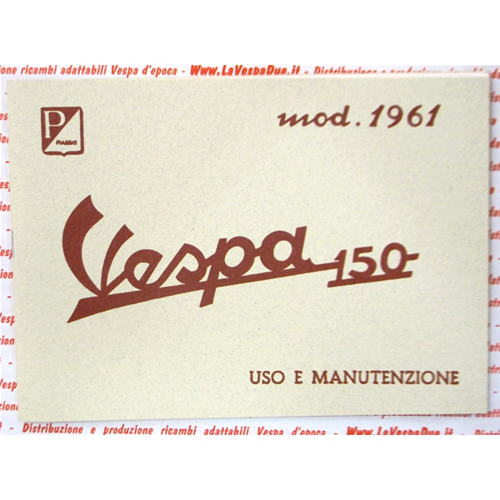 one ricambi adattabili Vespa d'epoca - www.LaVespaDue.it - Distribuzione e
P
PIAGGIO
mod. 1961
Vespa 150
USO E MANUTENZIONE
- Distribuzione e produzione ricambi adattabili Vespa d'epoca - www.LaVespaDue.it